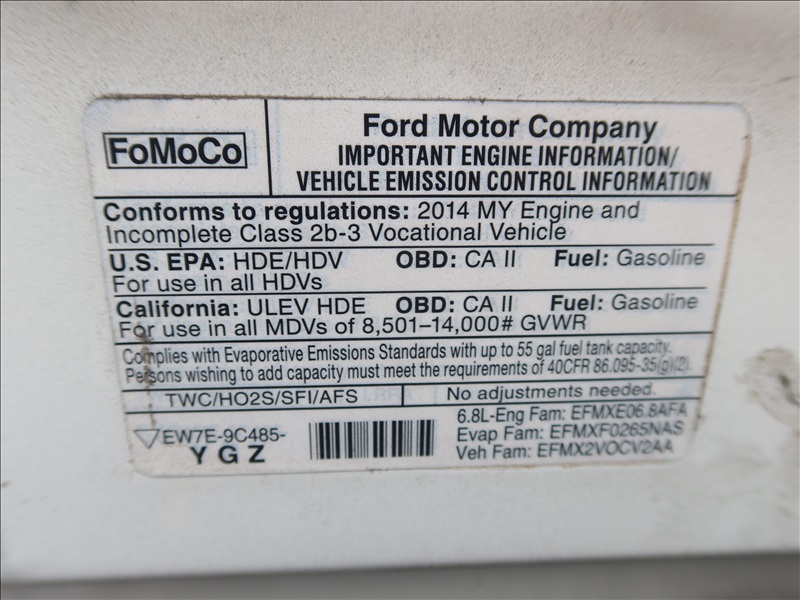 FoMoCo
Ford Motor Company
IMPORTANT ENGINE INFORMATION/
VEHICLE EMISSION CONTROL INFORMATION
Conforms to regulations: 2014 MY Engine and
Incomplete Class 2b-3 Vocational Vehicle
U.S. EPA: HDE/HDV OBD: CA II Fuel: Gasoline
For use in all HDVs
California: ULEV HDE OBD: CA II Fuel: Gasoline
For use in all MDVs of 8,501–14,000# GVWR
Complies with Evaporative Emissions Standards with up to 55 gal fuel tank capacity.
Persons wishing to add capacity must meet the requirements of 40CFR 86.095-35(g)(2).
TWC/HO2S/SFI/AFS No adjustments needed.
EW7E-9C485-
Y G Z
6.8L-Eng Fam: EFMXE06.8AFA
Evap Fam: EFMXF0265NAS
Veh Fam: EFMX2VOCV2AA